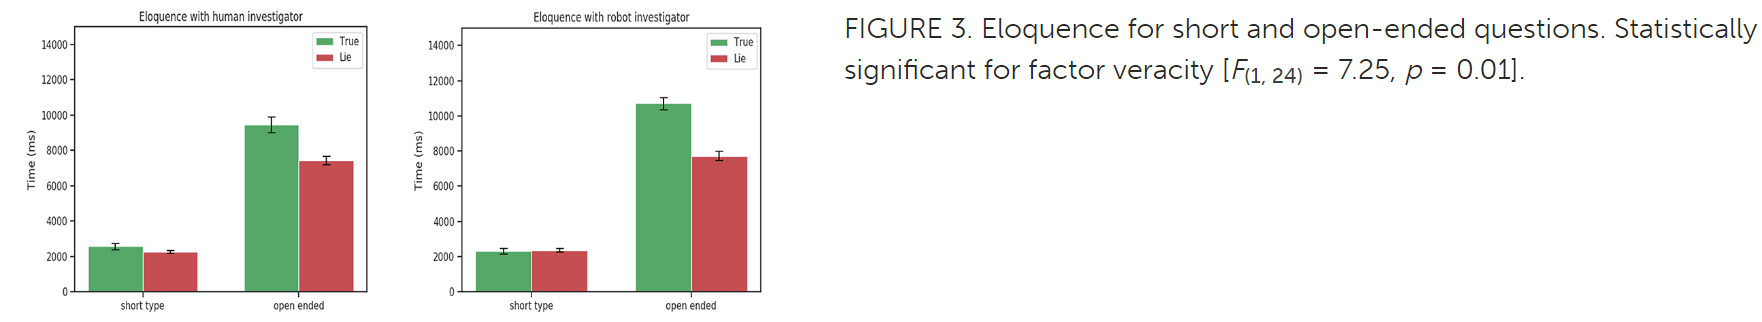 Eloquence with human investigator
14000
12000
10000
8000
6000
4000
2000
0
Time (ms)
True
Lie
short type
open ended
Eloquence with robot investigator
14000
12000
10000
8000
6000
4000
2000
0
Time (ms)
True
Lie
short type
open ended
FIGURE 3. Eloquence for short and open-ended questions. Statistically
significant for factor veracity [F(1, 24) = 7.25, p = 0.01].